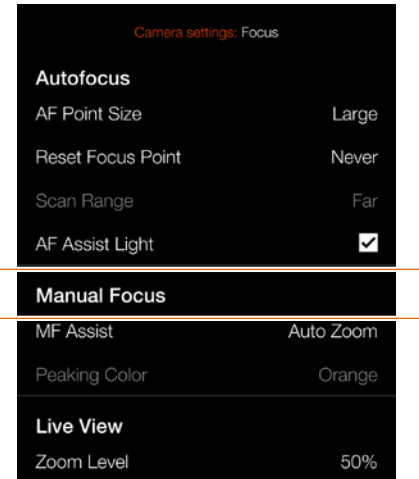 Camera settings: Focus
Autofocus
AF Point Size Large
Reset Focus Point Never
Scan Range Far
AF Assist Light
Manual Focus
MF Assist Auto Zoom
Peaking Color Orange
Live View
Zoom Level 50%